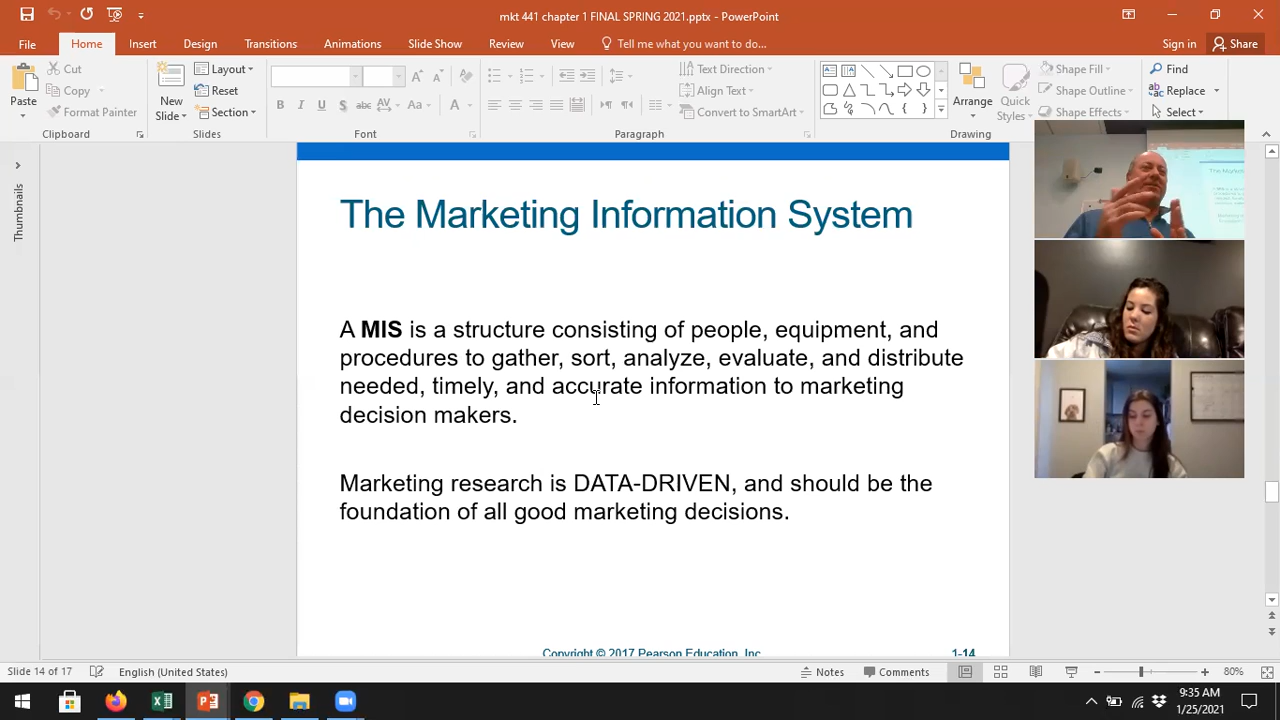 mkt 441 chapter 1 FINAL SPRING 2021.pptx - PowerPoint
File Home Insert Design Transitions Animations Slide Show Review View Tell me what you want to do... Sign in Share
Paste
Cut
Copy
Format Painter
Clipboard
New
Slide
Layout
Reset
Section
Slides
B I U S abc AV Aa A
Font
Text Direction
Align Text
Convert to SmartArt
Paragraph
Arrange
Quick
Styles
Shape Fill
Shape Outline
Shape Effects
Drawing
Find
Replace
Select
Thumbnails
The Marketing Information System
A MIS is a structure consisting of people, equipment, and
procedures to gather, sort, analyze, evaluate, and distribute
needed, timely, and accurate information to marketing
decision makers.
Marketing research is DATA-DRIVEN, and should be the
foundation of all good marketing decisions.
Copyright © 2017 Pearson Education, Inc.
1-14
Slide 14 of 17 English (United States) Notes Comments 80%
9:35 AM
1/25/2021